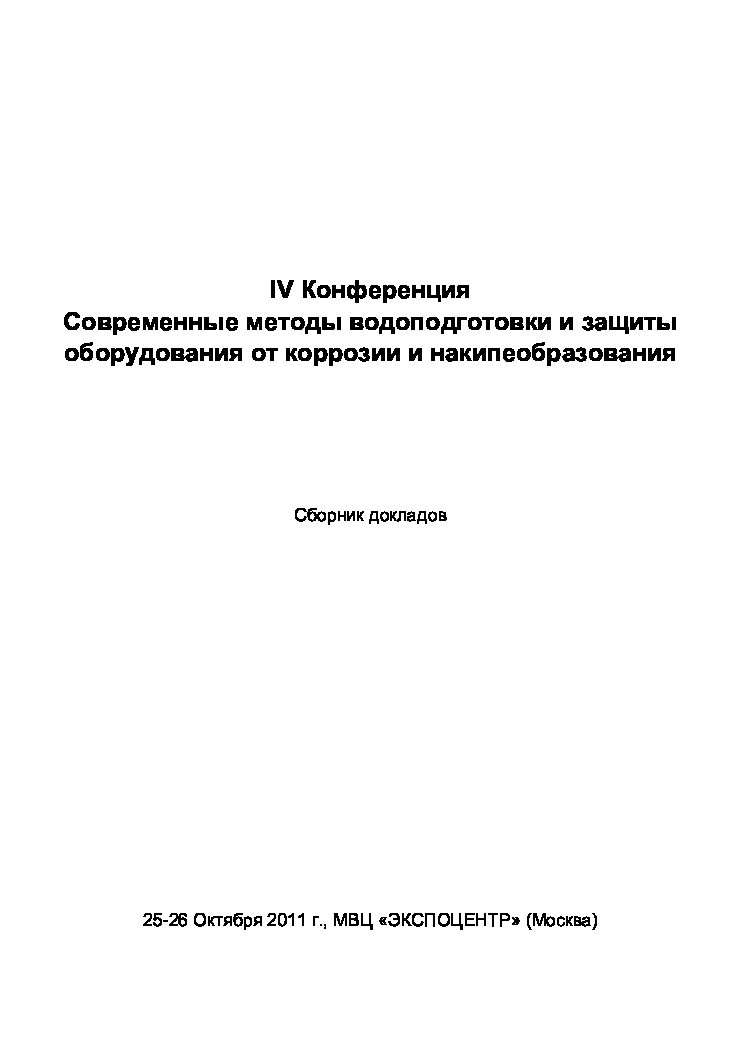 IV Конференция
Современные методы водоподготовки и защиты
оборудования от коррозии и накипеобразования
Сборник докладов
25-26 Октября 2011 г., МВЦ «ЭКСПОЦЕНТР» (Москва)